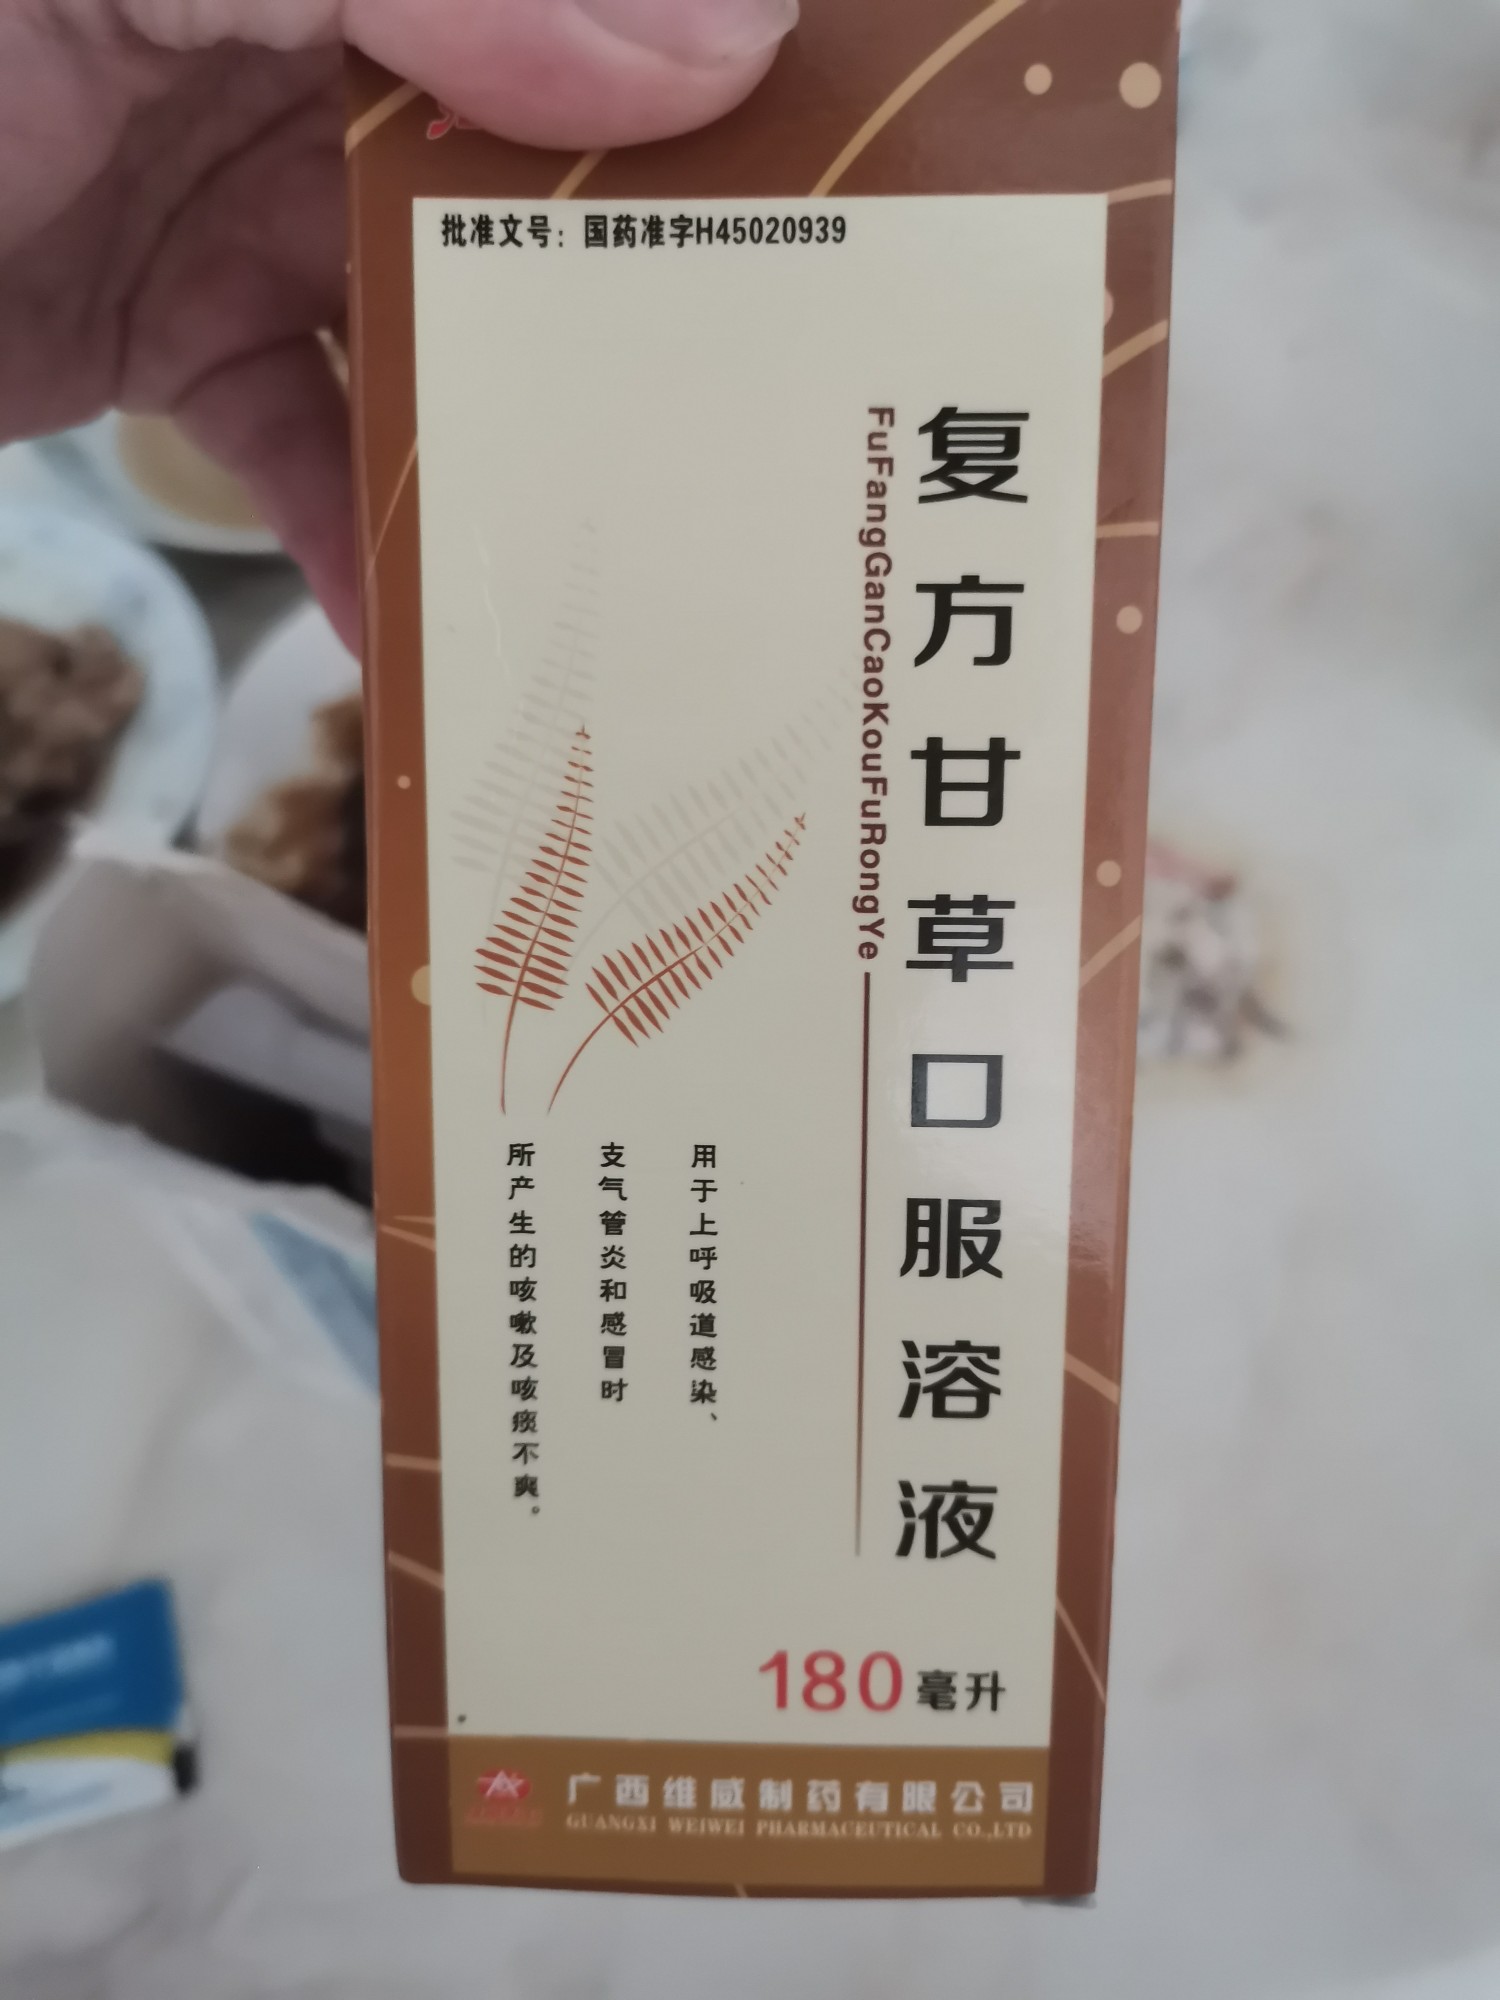 批准文号：国药准字H45020939
复方甘草口服溶液
FuFangGanCaoKouFuRongYe
用于上呼吸道感染、
支气管炎和感冒时
所产生的咳嗽及咳痰不爽。
180毫升
广西维威制药有限公司
GUANGXI WEIWEI PHARMACEUTICAL CO.,LTD